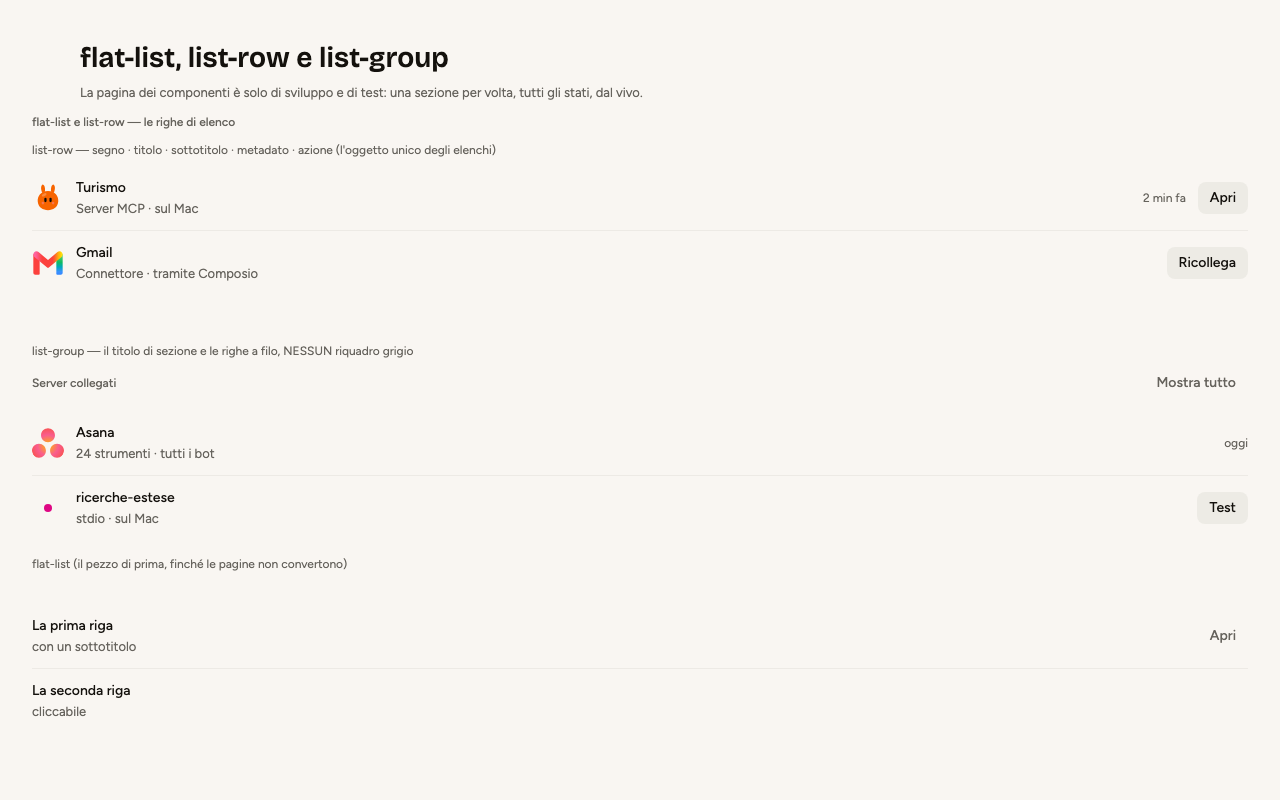 flat-list, list-row e list-group
La pagina dei componenti è solo di sviluppo e di test: una sezione per volta, tutti gli stati, dal vivo.
flat-list e list-row — le righe di elenco
list-row — segno · titolo · sottotitolo · metadato · azione (l'oggetto unico degli elenchi)
Turismo
Server MCP · sul Mac
2 min fa
Apri
Gmail
Connettore · tramite Composio
Ricollega
list-group — il titolo di sezione e le righe a filo, NESSUN riquadro grigio
Server collegati
Mostra tutto
Asana
24 strumenti · tutti i bot
oggi
ricerche-estese
stdio · sul Mac
Test
flat-list (il pezzo di prima, finché le pagine non convertono)
La prima riga
con un sottotitolo
Apri
La seconda riga
cliccabile